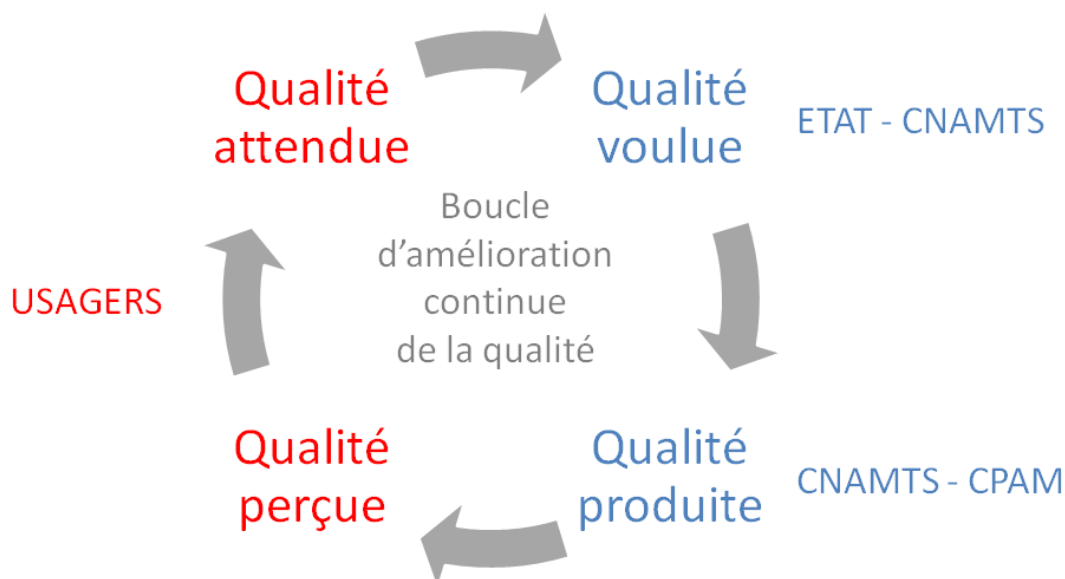 Qualité
attendue
Qualité
voulue
ETAT - CNAMTS
Boucle
d’amélioration
continue
de la qualité
USAGERS
Qualité
perçue
Qualité
produite
CNAMTS - CPAM